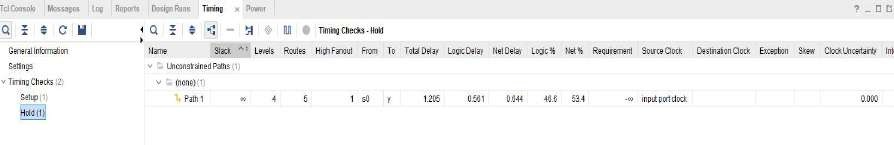 Tcl Console Messages Log Reports Design Runs Timing × Power ? _
Timing Checks - Hold
General Information
Settings
Timing Checks (2)
Setup (1)
Hold (1)
Name Slack ^1 Levels Routes High Fanout From To Total Delay Logic Delay Net Delay Logic % Net % Requirement Source Clock Destination Clock Exception Skew Clock Uncertainty
Unconstrained Paths (1)
(none) (1)
Path 1 ∞ 4 5 1 s0 y 1.205 0.561 0.644 46.6 53.4 -∞ input port clock 0.000